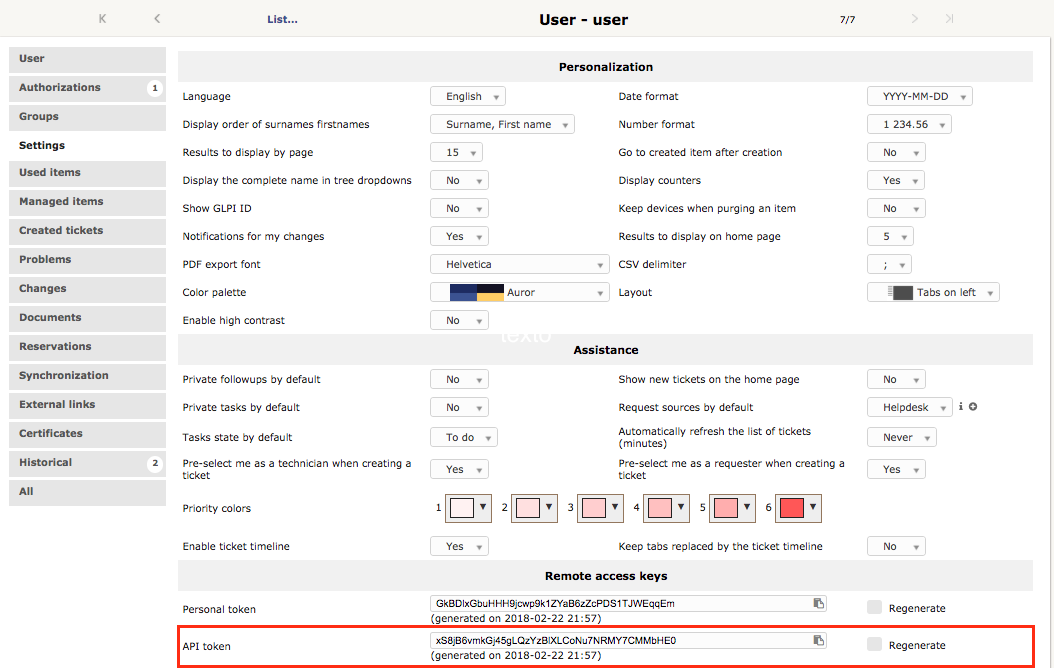 List...
User - user
7/7
User
Authorizations 1
Groups
Settings
Used items
Managed items
Created tickets
Problems
Changes
Documents
Reservations
Synchronization
External links
Certificates
Historical 2
All
Personalization
Language English Date format YYYY-MM-DD
Display order of surnames firstnames Surname, First name Number format 1 234.56
Results to display by page 15 Go to created item after creation No
Display the complete name in tree dropdowns No Display counters Yes
Show GLPI ID No Keep devices when purging an item No
Notifications for my changes Yes Results to display on home page 5
PDF export font Helvetica CSV delimiter ;
Color palette Auror Layout Tabs on left
Enable high contrast No
texto
Assistance
Private followups by default No Show new tickets on the home page No
Private tasks by default No Request sources by default Helpdesk
Tasks state by default To do Automatically refresh the list of tickets
(minutes) Never
Pre-select me as a technician when creating a
ticket Yes Pre-select me as a requester when creating a
ticket Yes
Priority colors 1 2 3 4 5 6
Enable ticket timeline Yes Keep tabs replaced by the ticket timeline No
Remote access keys
Personal token GkBDlxGbuHHH9jcwp9k1ZYaB6zZcPDS1TJWEqqEm Regenerate
(generated on 2018-02-22 21:57)
API token xS8jB6vmkGj45gLQzYzBlXLCoNu7NRMY7CMMbHE0 Regenerate
(generated on 2018-02-22 21:57)